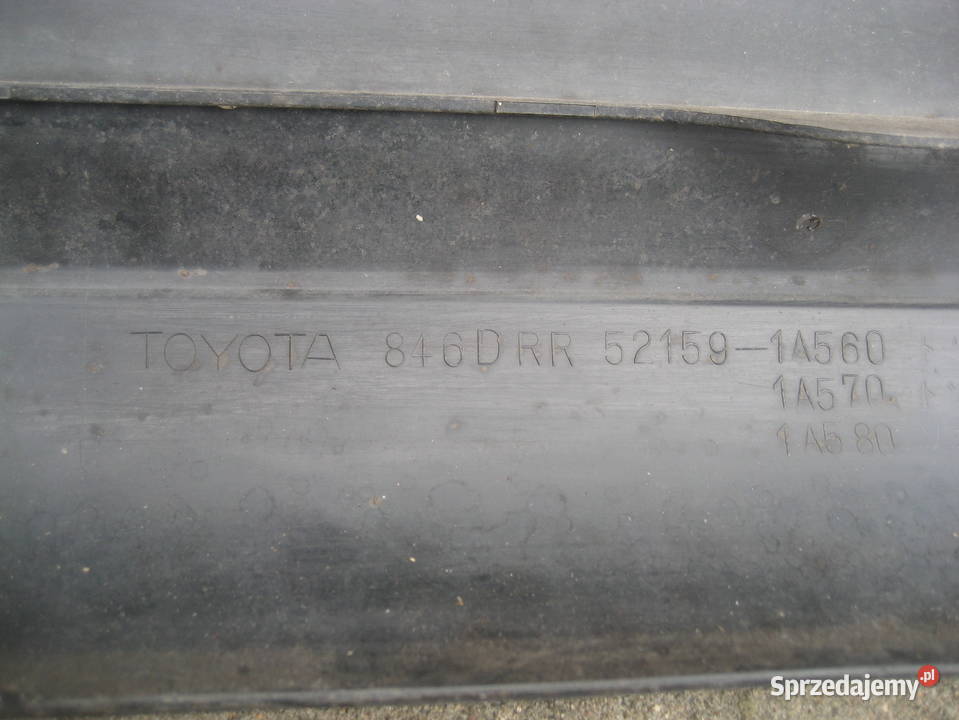 TOYOTA 846D RR 52159-1A560
1A570
1A580
Sprzedajemy.pl